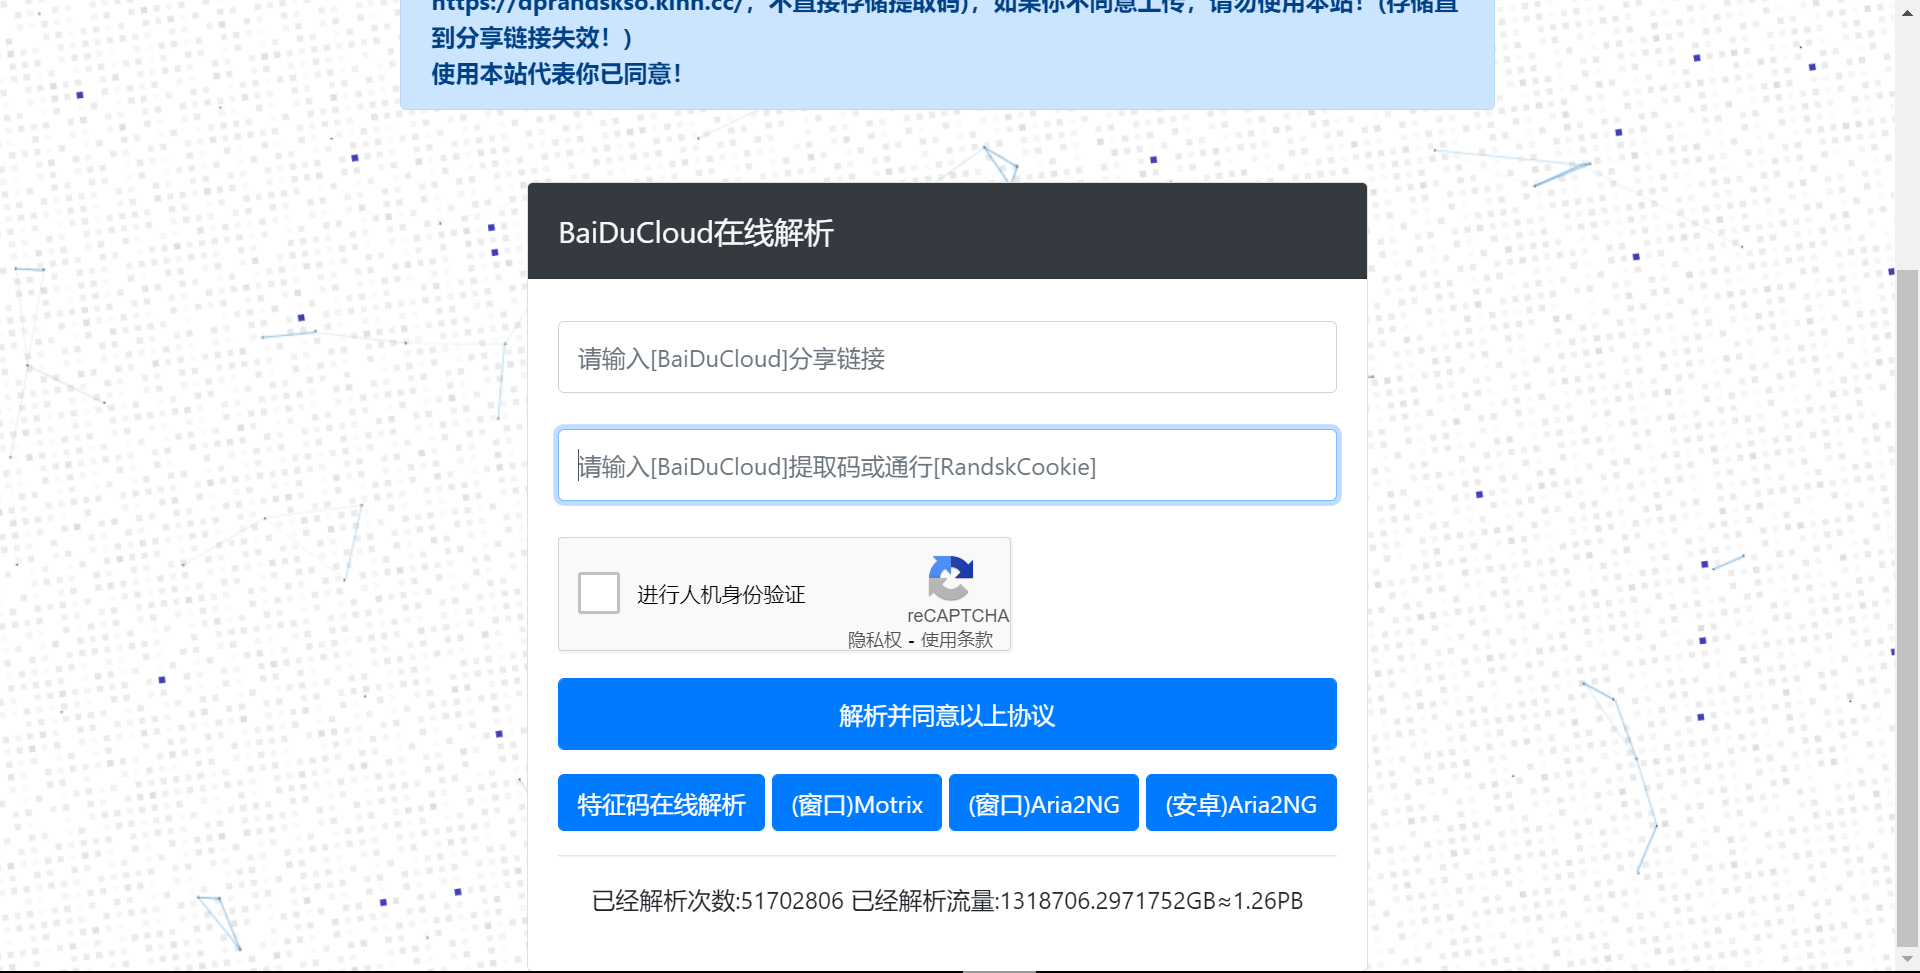 https://dprandskso.kinh.cc/，不直接存储提取码)，如果你不同意上传，请勿使用本站！(存储直
到分享链接失效！)
使用本站代表你已同意！
BaiDuCloud在线解析
请输入[BaiDuCloud]分享链接
请输入[BaiDuCloud]提取码或通行[RandskCookie]
进行人机身份验证
reCAPTCHA
隐私权 - 使用条款
解析并同意以上协议
特征码在线解析 (窗口)Motrix (窗口)Aria2NG (安卓)Aria2NG
已经解析次数:51702806 已经解析流量:1318706.2971752GB≈1.26PB